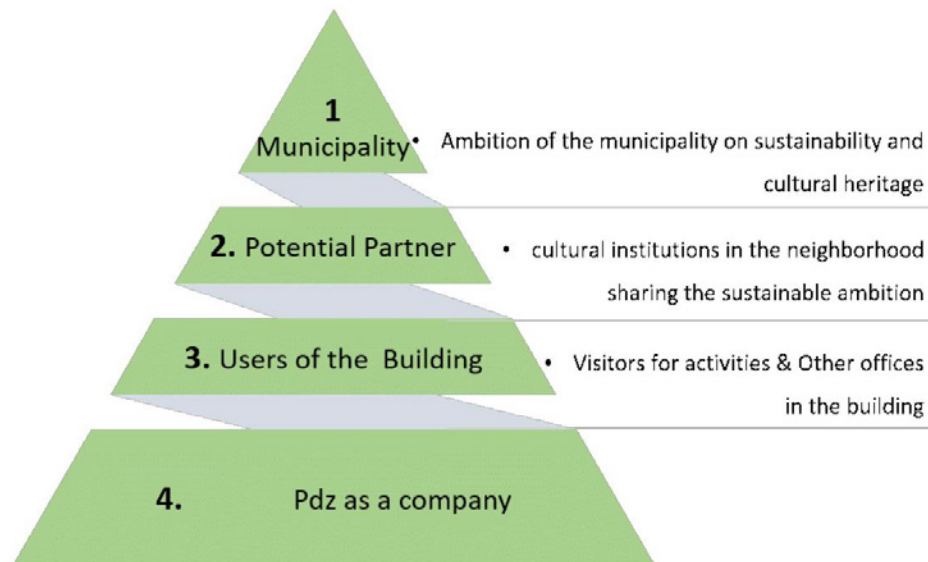 1
Municipality
• Ambition of the municipality on sustainability and
cultural heritage
2. Potential Partner
• cultural institutions in the neighborhood
sharing the sustainable ambition
3. Users of the Building
• Visitors for activities & Other offices
in the building
4. Pdz as a company